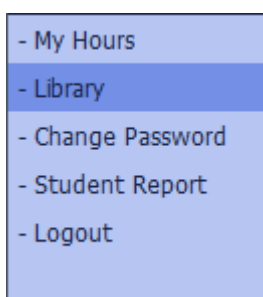 - My Hours
- Library
- Change Password
- Student Report
- Logout